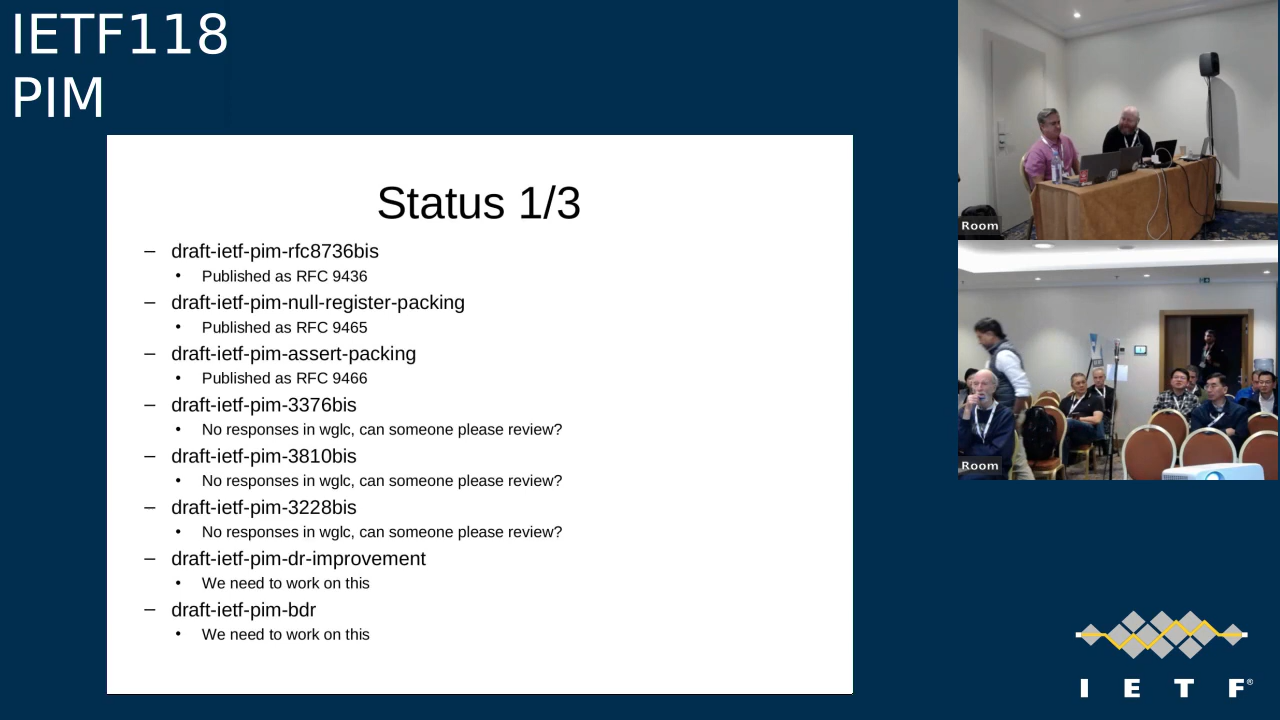 IETF118
PIM
Status 1/3
– draft-ietf-pim-rfc8736bis
• Published as RFC 9436
– draft-ietf-pim-null-register-packing
• Published as RFC 9465
– draft-ietf-pim-assert-packing
• Published as RFC 9466
– draft-ietf-pim-3376bis
• No responses in wglc, can someone please review?
– draft-ietf-pim-3810bis
• No responses in wglc, can someone please review?
– draft-ietf-pim-3228bis
• No responses in wglc, can someone please review?
– draft-ietf-pim-dr-improvement
• We need to work on this
– draft-ietf-pim-bdr
• We need to work on this
Room
Room
I E T F®